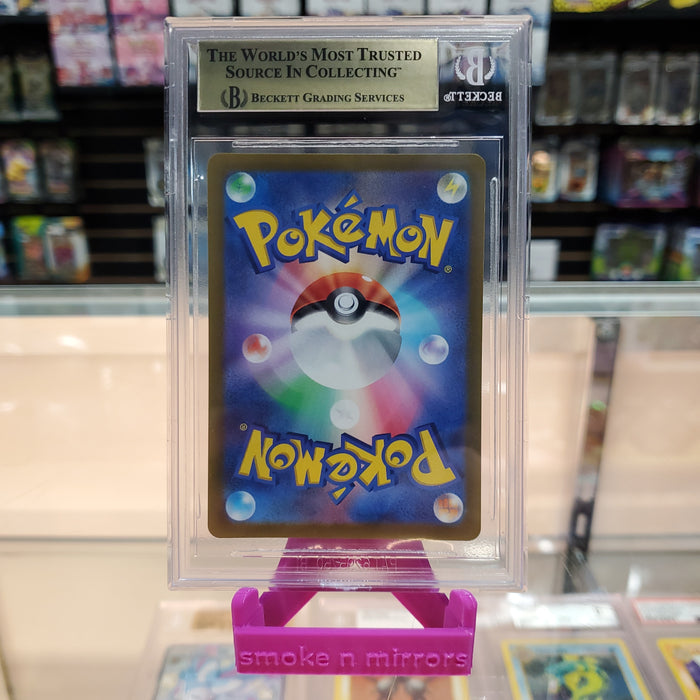 THE WORLD'S MOST TRUSTED
SOURCE IN COLLECTING™
B BECKETT GRADING SERVICES
B
BECKETT®
POKéMON®
POKéMON®
smoke n mirrors